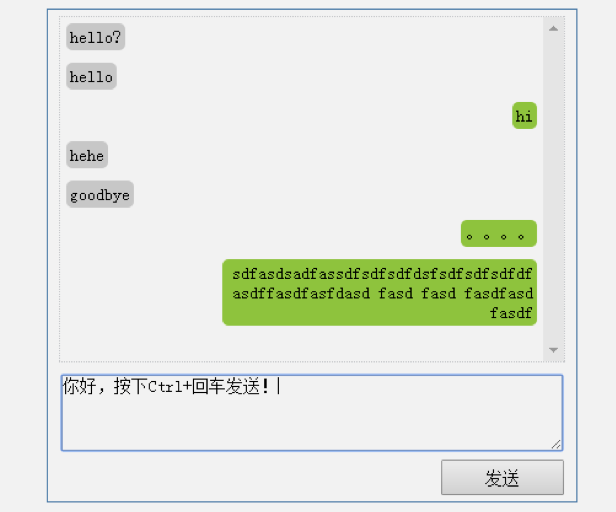 hello?
hello
hi
hehe
goodbye
。。。。
sdfasdsadfassdfsdfsdfdsfsdfsdfsdfdf
asdffasdfasfdasd fasd fasd fasdfasd
fasdf
你好，按下Ctrl+回车发送！
发送